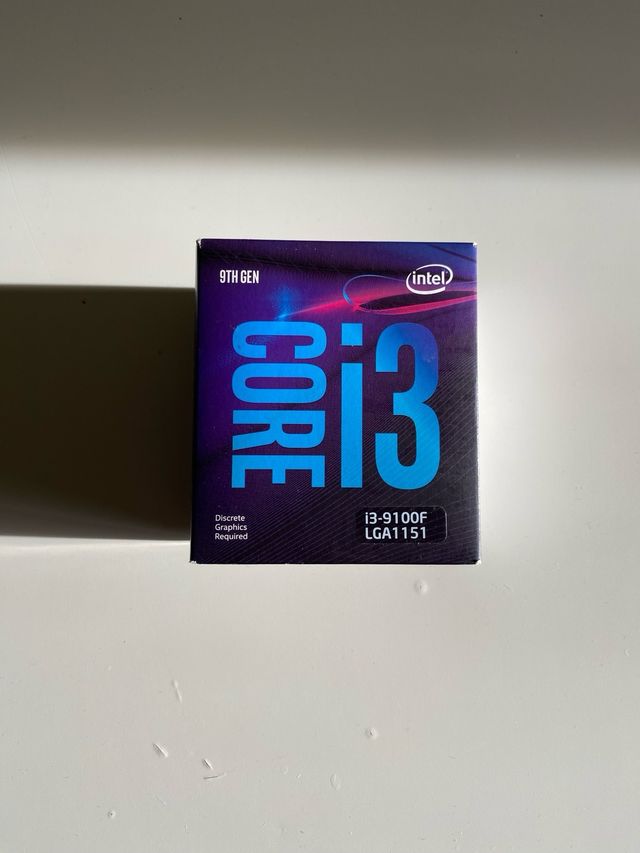 9TH GEN
intel
CORE i3
Discrete
Graphics
Required
i3-9100F
LGA1151